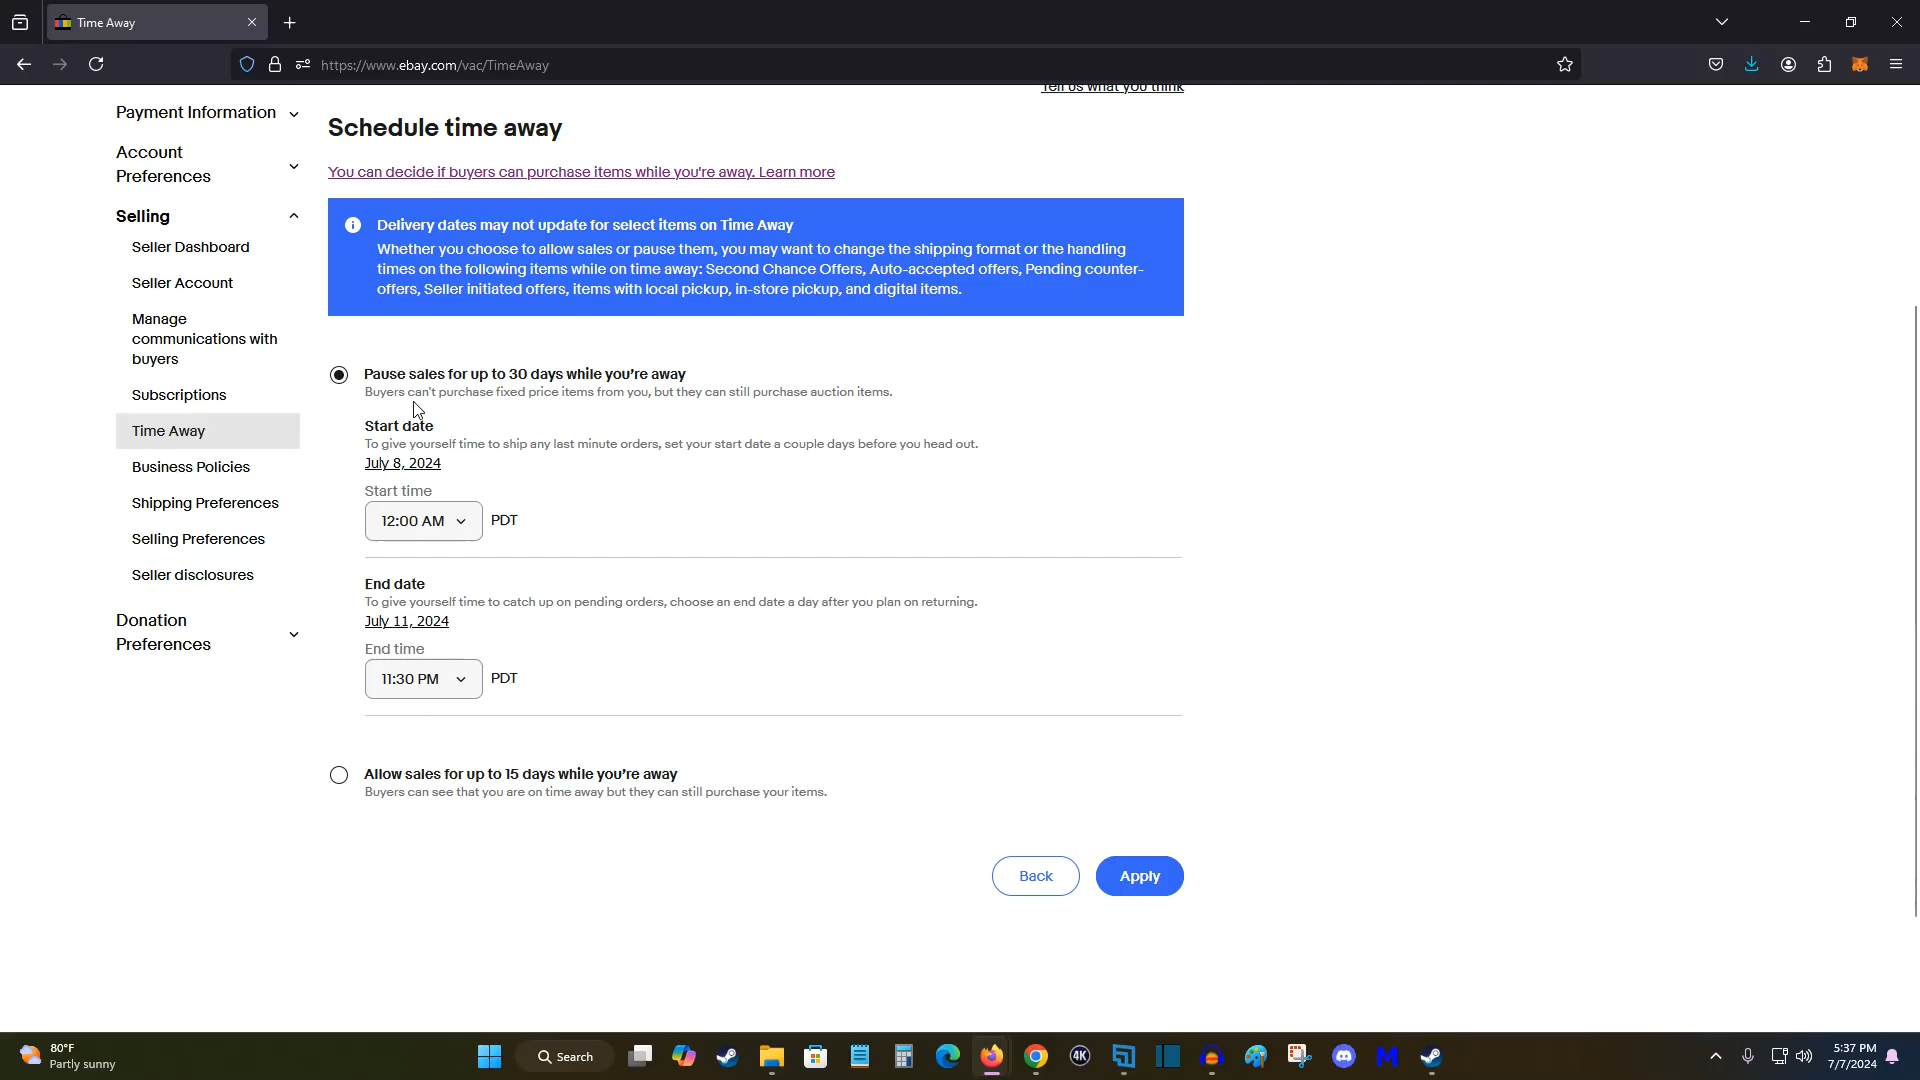 Time Away
https://www.ebay.com/vac/TimeAway
Tell us what you think
Payment Information
Account
Preferences
Selling
Seller Dashboard
Seller Account
Manage
communications with
buyers
Subscriptions
Time Away
Business Policies
Shipping Preferences
Selling Preferences
Seller disclosures
Donation
Preferences
Schedule time away
You can decide if buyers can purchase items while you're away. Learn more
Delivery dates may not update for select items on Time Away
Whether you choose to allow sales or pause them, you may want to change the shipping format or the handling
times on the following items while on time away: Second Chance Offers, Auto-accepted offers, Pending counter-
offers, Seller initiated offers, items with local pickup, in-store pickup, and digital items.
Pause sales for up to 30 days while you're away
Buyers can't purchase fixed price items from you, but they can still purchase auction items.
Start date
To give yourself time to ship any last minute orders, set your start date a couple days before you head out.
July 8, 2024
Start time
12:00 AM PDT
End date
To give yourself time to catch up on pending orders, choose an end date a day after you plan on returning.
July 11, 2024
End time
11:30 PM PDT
Allow sales for up to 15 days while you're away
Buyers can see that you are on time away but they can still purchase your items.
Back Apply
80°F
Partly sunny
Search
4K
5:37 PM
7/7/2024